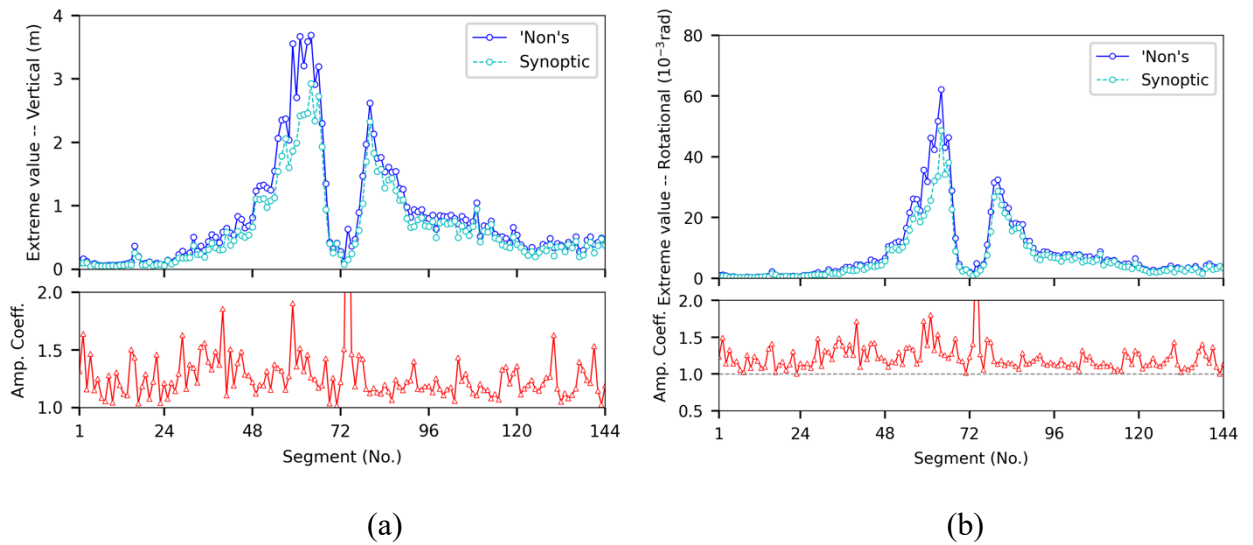 Extreme value -- Vertical (m)
4
3
2
1
0
'Non's
Synoptic
Amp. Coeff.
2.0
1.5
1.0
1 24 48 72 96 120 144
Segment (No.)
(a)
Extreme value -- Rotational (10⁻³rad)
80
60
40
20
0
'Non's
Synoptic
Amp. Coeff.
2.0
1.5
1.0
0.5
1 24 48 72 96 120 144
Segment (No.)
(b)